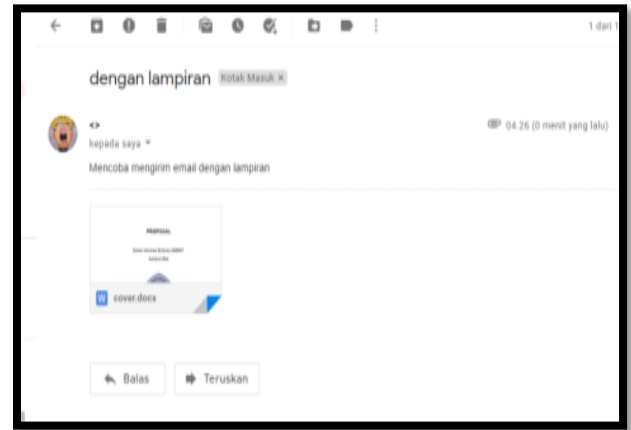 1 dari 1
dengan lampiran Kotak Masuk ×
<>
04.26 (0 menit yang lalu)
kepada saya
Mencoba mengirim email dengan lampiran
PROPOSAL
W cover.docx
Balas Teruskan